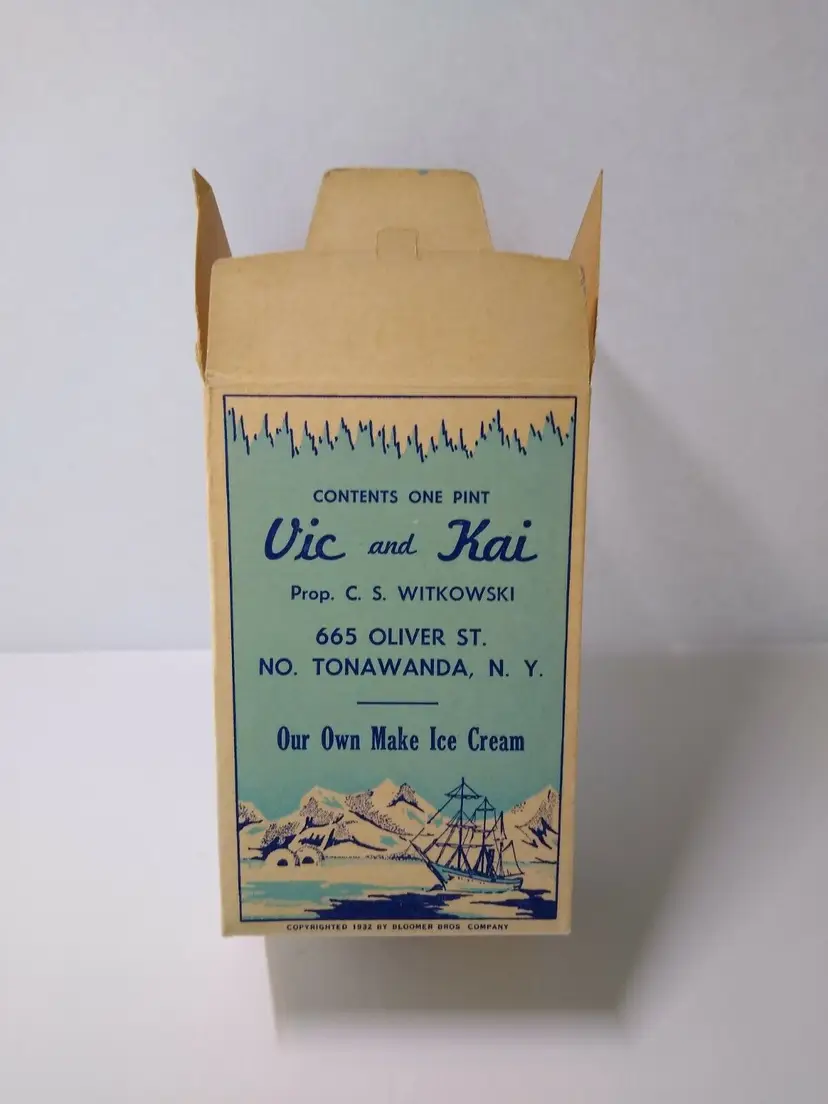 CONTENTS ONE PINT
Vic and Kai
Prop. C. S. WITKOWSKI
665 OLIVER ST.
NO. TONAWANDA, N. Y.
Our Own Make Ice Cream
COPYRIGHTED 1932 BY BLOOMER BROS COMPANY